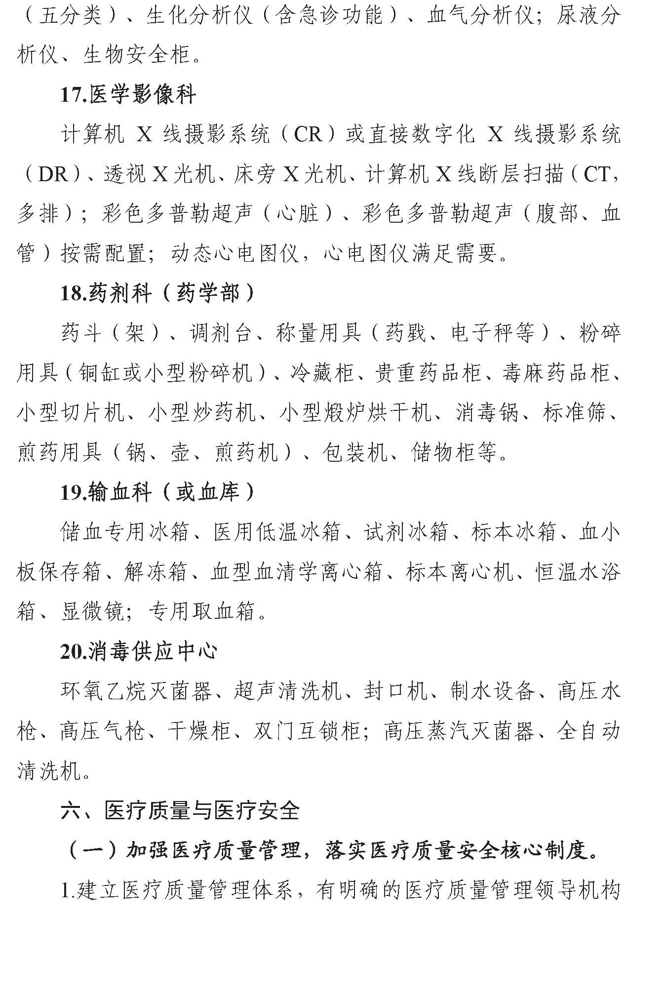 （五分类）、生化分析仪（含急诊功能）、血气分析仪；尿液分
析仪、生物安全柜。
17.医学影像科
计算机 X 线摄影系统（CR）或直接数字化 X 线摄影系统
（DR）、透视 X 光机、床旁 X 光机、计算机 X 线断层扫描（CT，
多排）；彩色多普勒超声（心脏）、彩色多普勒超声（腹部、血
管）按需配置；动态心电图仪，心电图仪满足需要。
18.药剂科（药学部）
药斗（架）、调剂台、称量用具（药戥、电子秤等）、粉碎
用具（铜缸或小型粉碎机）、冷藏柜、贵重药品柜、毒麻药品柜、
小型切片机、小型炒药机、小型煅炉烘干机、消毒锅、标准筛、
煎药用具（锅、壶、煎药机）、包装机、储物柜等。
19.输血科（或血库）
储血专用冰箱、医用低温冰箱、试剂冰箱、标本冰箱、血小
板保存箱、解冻箱、血型血清学离心箱、标本离心机、恒温水浴
箱、显微镜；专用取血箱。
20.消毒供应中心
环氧乙烷灭菌器、超声清洗机、封口机、制水设备、高压水
枪、高压气枪、干燥柜、双门互锁柜；高压蒸汽灭菌器、全自动
清洗机。
六、医疗质量与医疗安全
（一）加强医疗质量管理，落实医疗质量安全核心制度。
1.建立医疗质量管理体系，有明确的医疗质量管理领导机构